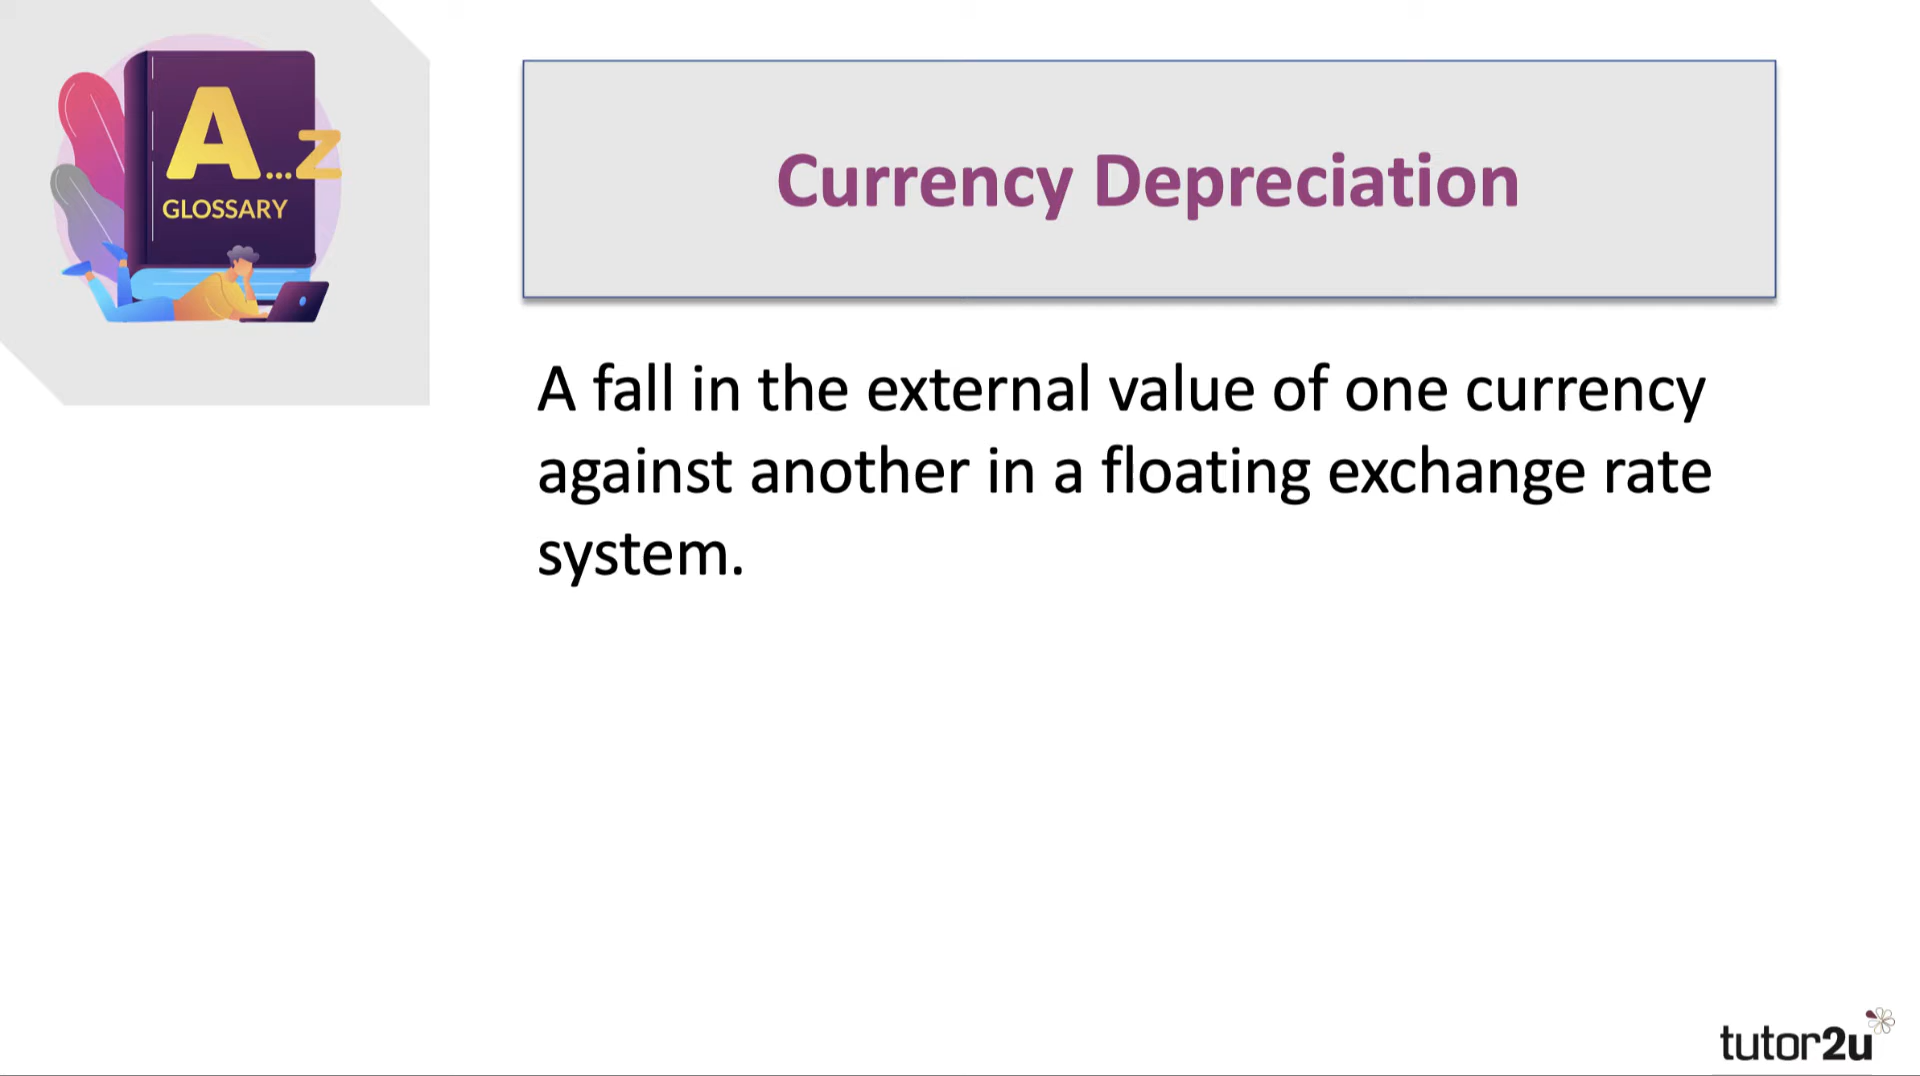 A...z
GLOSSARY
Currency Depreciation
A fall in the external value of one currency
against another in a floating exchange rate
system.
tutor2u